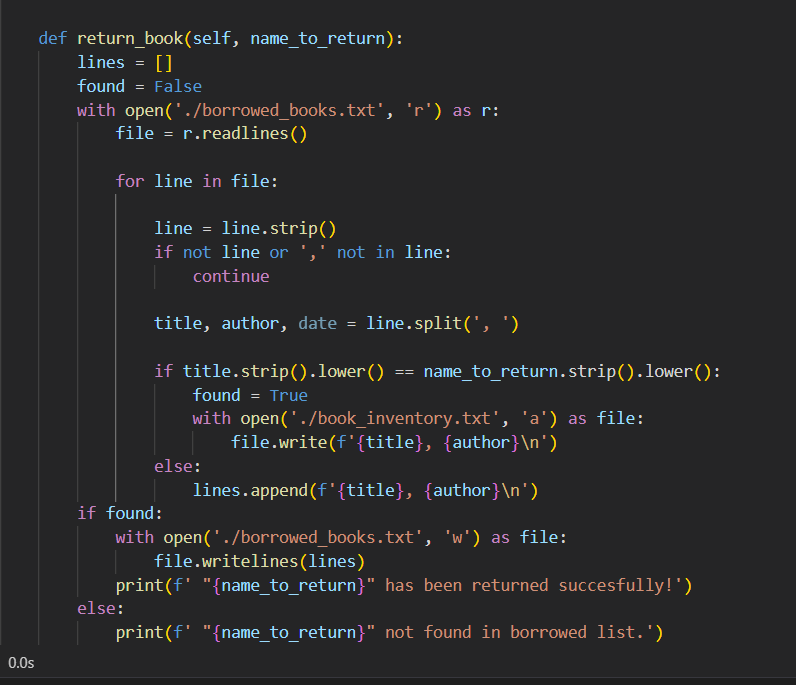 def return_book(self, name_to_return):
    lines = []
    found = False
    with open('./borrowed_books.txt', 'r') as r:
        file = r.readlines()

        for line in file:

            line = line.strip()
            if not line or ',' not in line:
                continue

            title, author, date = line.split(', ')

            if title.strip().lower() == name_to_return.strip().lower():
                found = True
                with open('./book_inventory.txt', 'a') as file:
                    file.write(f'{title}, {author}\n')
            else:
                lines.append(f'{title}, {author}\n')
    if found:
        with open('./borrowed_books.txt', 'w') as file:
            file.writelines(lines)
        print(f' "{name_to_return}" has been returned succesfully!')
    else:
        print(f' "{name_to_return}" not found in borrowed list.')
0.0s